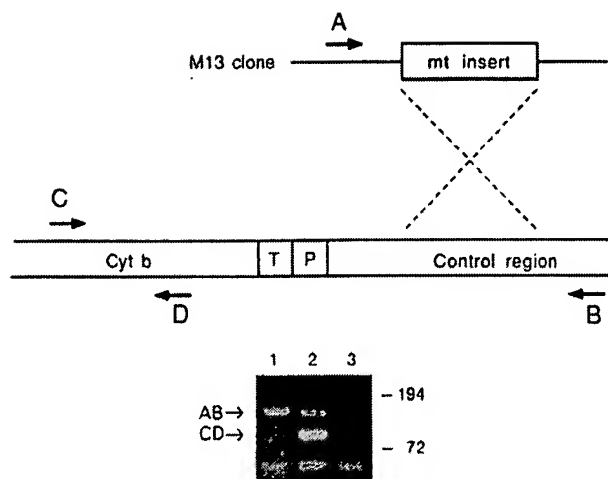 A
M13 clone
mt insert
C
Cyt b
T
P
Control region
D
B
1 2 3
AB→
- 194
CD→
- 72